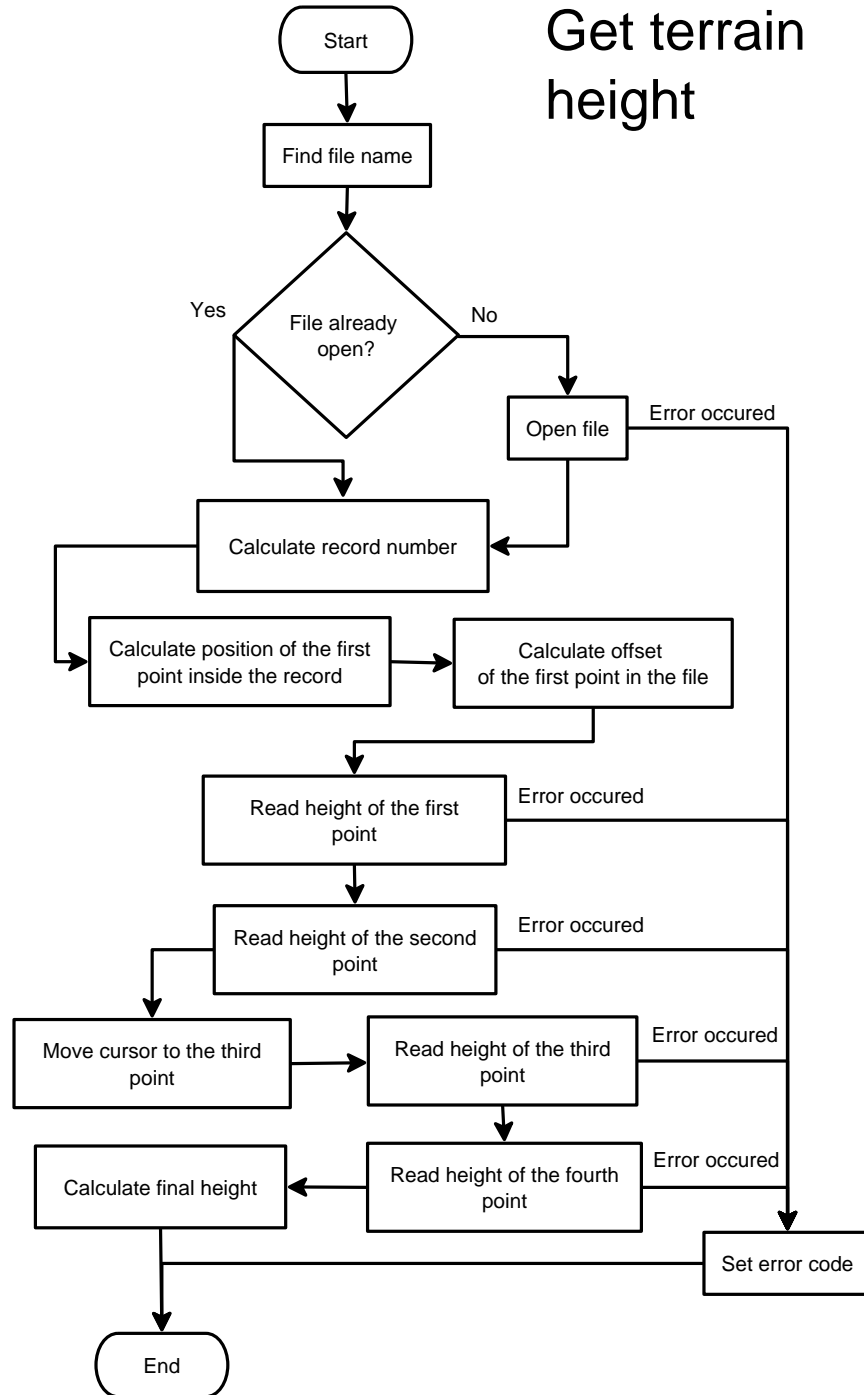 Get terrain
height
Start
Find file name
File already
open?
Yes
No
Open file
Error occured
Calculate record number
Calculate position of the first
point inside the record
Calculate offset
of the first point in the file
Read height of the first
point
Error occured
Read height of the second
point
Error occured
Move cursor to the third
point
Read height of the third
point
Error occured
Calculate final height
Read height of the fourth
point
Error occured
Set error code
End